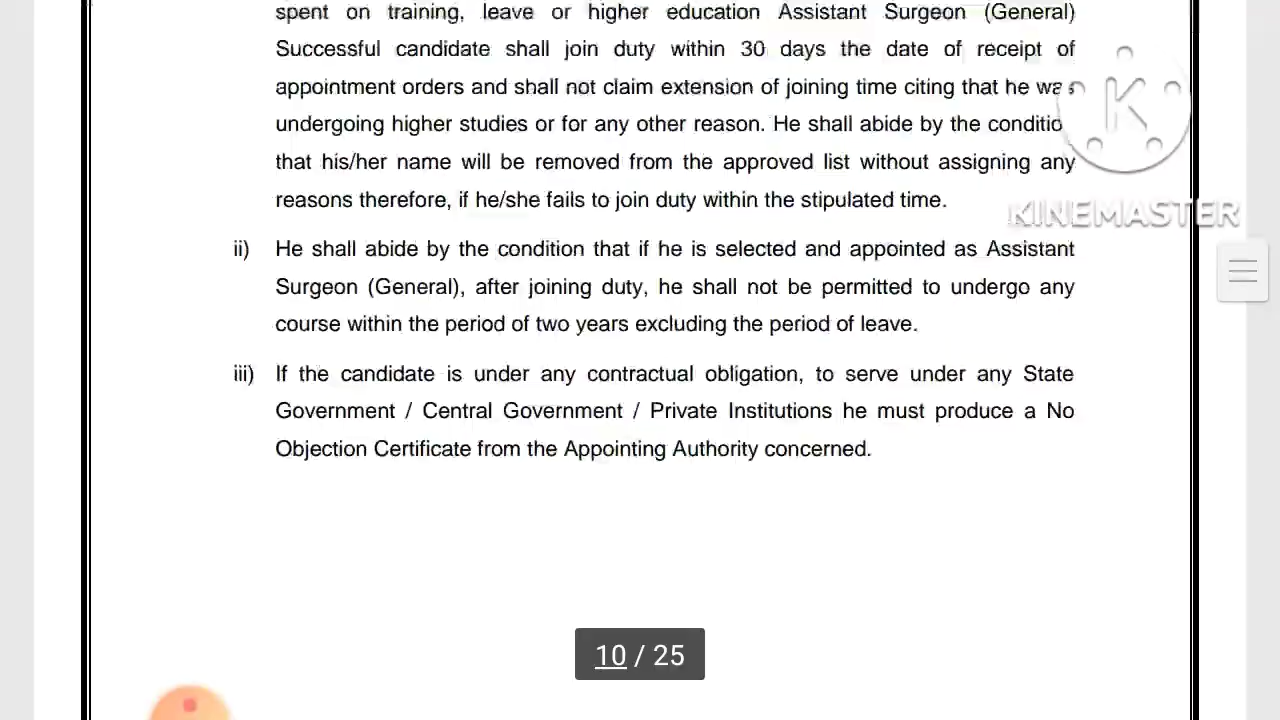 spent on training, leave or higher education Assistant Surgeon (General)
Successful candidate shall join duty within 30 days the date of receipt of
appointment orders and shall not claim extension of joining time citing that he was
undergoing higher studies or for any other reason. He shall abide by the condition
that his/her name will be removed from the approved list without assigning any
reasons therefore, if he/she fails to join duty within the stipulated time.
KINEMASTER
ii) He shall abide by the condition that if he is selected and appointed as Assistant
Surgeon (General), after joining duty, he shall not be permitted to undergo any
course within the period of two years excluding the period of leave.
iii) If the candidate is under any contractual obligation, to serve under any State
Government / Central Government / Private Institutions he must produce a No
Objection Certificate from the Appointing Authority concerned.
10 / 25